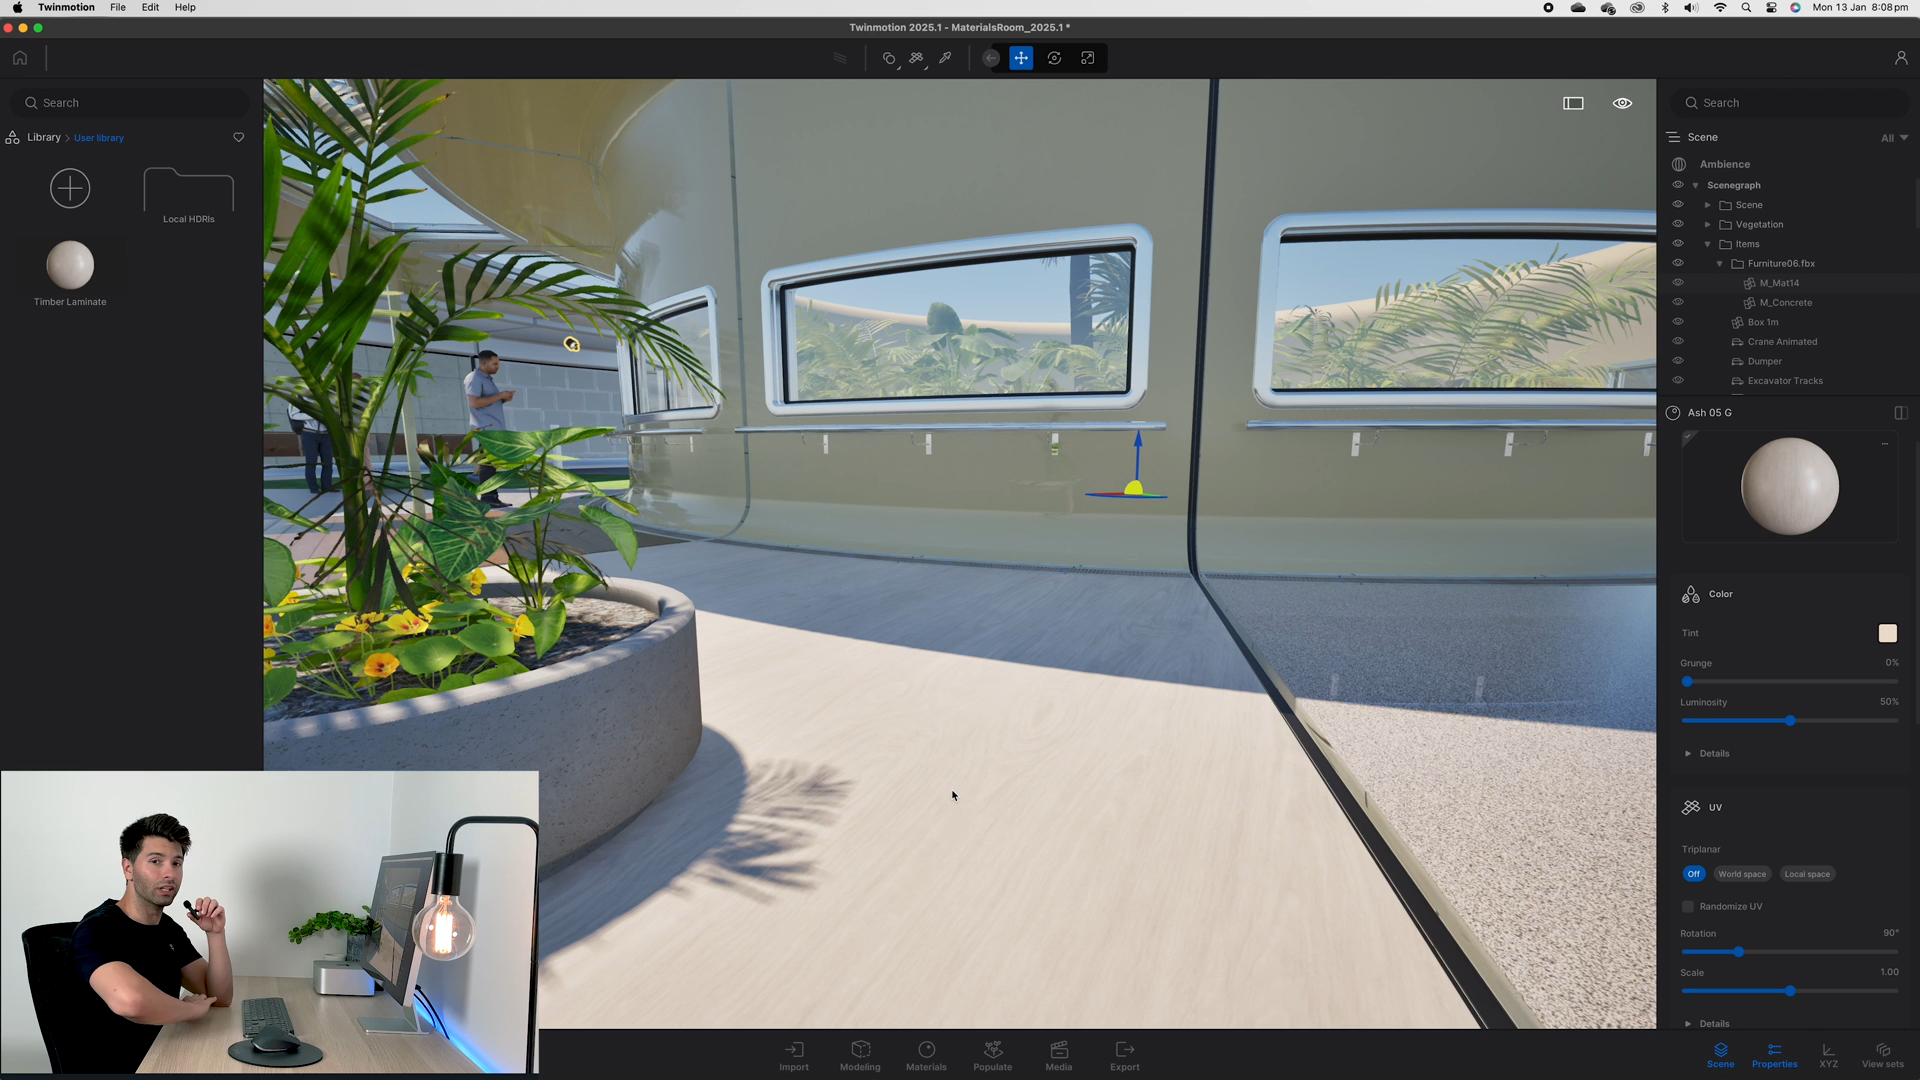 Twinmotion File Edit Help
Mon 13 Jan 8:08 pm
Twinmotion 2025.1 - MaterialsRoom_2025.1 *
Search
Library > User library
Local HDRIs
Timber Laminate
Search
Scene
All
Ambience
Scenegraph
Scene
Vegetation
Items
Furniture06.fbx
M_Mat14
M_Concrete
Box 1m
Crane Animated
Dumper
Excavator Tracks
Ash 05 G
Color
Tint
Grunge 0%
Luminosity 50%
Details
UV
Triplanar
Off World space Local space
Randomize UV
Rotation 90°
Scale 1.00
Details
Import Modeling Materials Populate Media Export
Scene Properties XYZ View sets